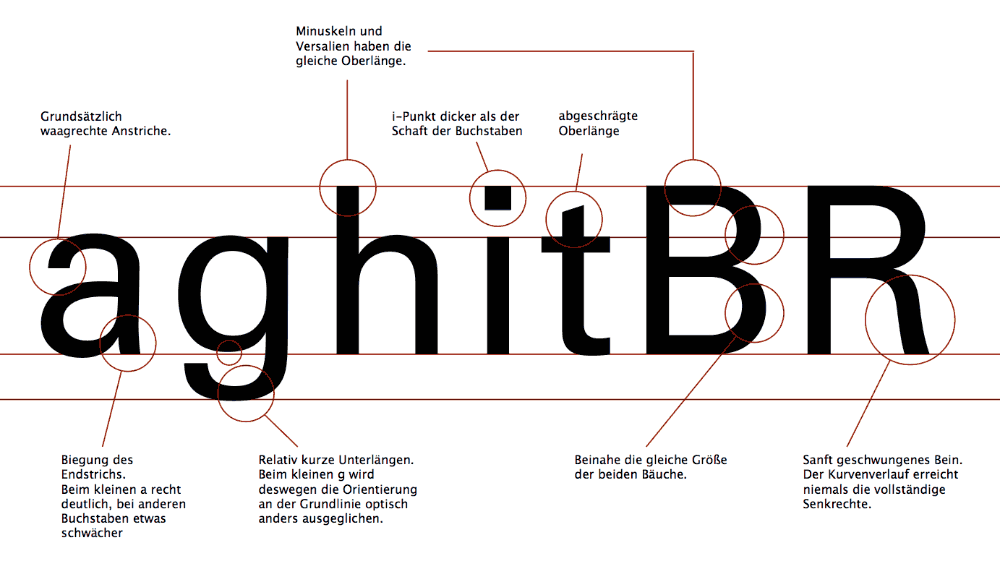 Minuskeln und
Versalien haben die
gleiche Oberlänge.
Grundsätzlich
waagrechte Anstriche.
i-Punkt dicker als der
Schaft der Buchstaben
abgeschrägte
Oberlänge
aghitBR
Biegung des
Endstrichs.
Beim kleinen a recht
deutlich, bei anderen
Buchstaben etwas
schwächer
Relativ kurze Unterlängen.
Beim kleinen g wird
deswegen die Orientierung
an der Grundlinie optisch
anders ausgeglichen.
Beinahe die gleiche Größe
der beiden Bäuche.
Sanft geschwungenes Bein.
Der Kurvenverlauf erreicht
niemals die vollständige
Senkrechte.